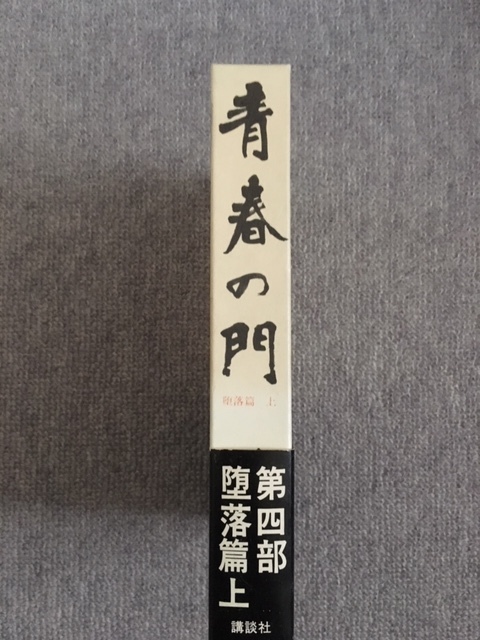 青春の門
堕落篇 上
第四部
堕落篇上
講談社